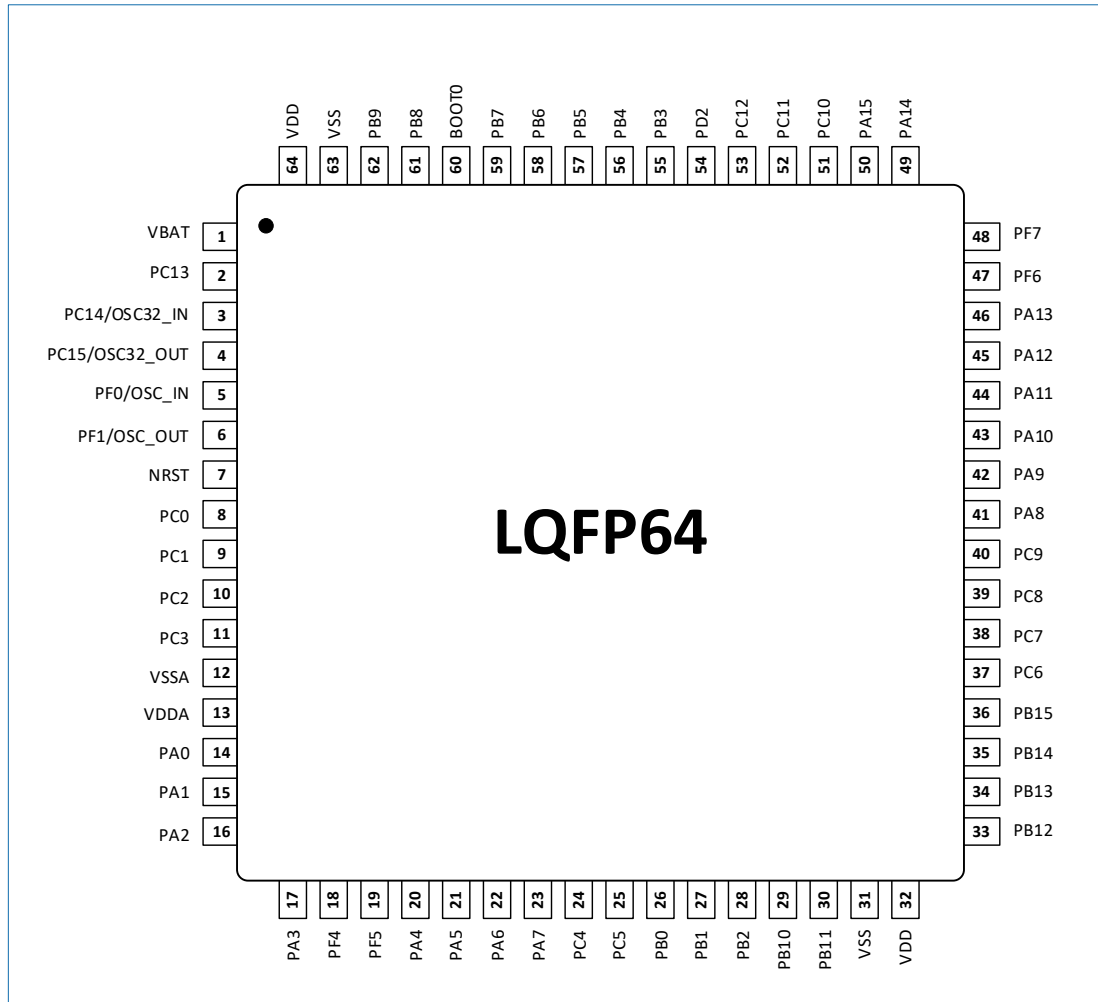 VDD VSS PB9 PB8 BOOT0 PB7 PB6 PB5 PB4 PB3 PD2 PC12 PC11 PC10 PA15 PA14
64 63 62 61 60 59 58 57 56 55 54 53 52 51 50 49
VBAT 1 48 PF7
PC13 2 47 PF6
PC14/OSC32_IN 3 46 PA13
PC15/OSC32_OUT 4 45 PA12
PF0/OSC_IN 5 44 PA11
PF1/OSC_OUT 6 43 PA10
NRST 7 42 PA9
PC0 8 41 PA8
PC1 9 40 PC9
PC2 10 39 PC8
PC3 11 38 PC7
VSSA 12 37 PC6
VDDA 13 36 PB15
PA0 14 35 PB14
PA1 15 34 PB13
PA2 16 33 PB12
LQFP64
17 18 19 20 21 22 23 24 25 26 27 28 29 30 31 32
PA3 PF4 PF5 PA4 PA5 PA6 PA7 PC4 PC5 PB0 PB1 PB2 PB10 PB11 VSS VDD